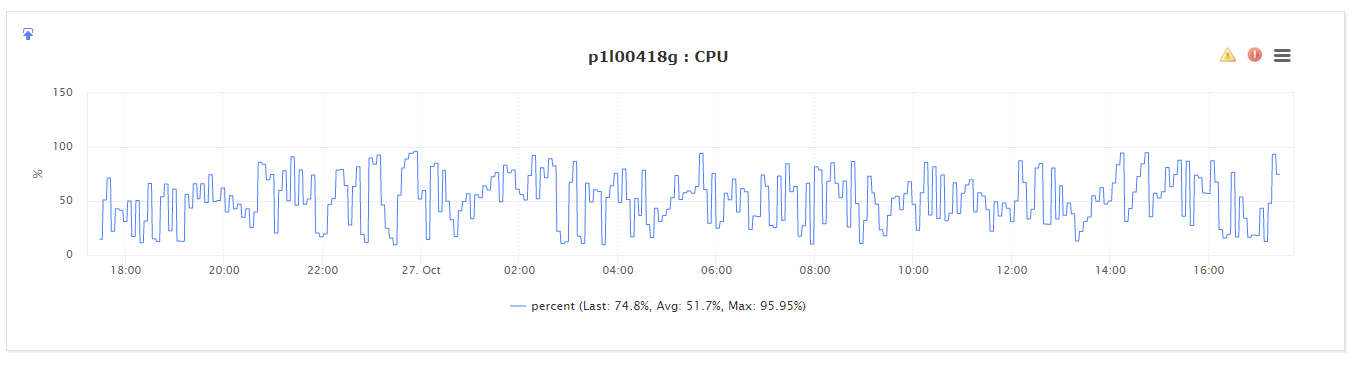 p1l00418g : CPU
150
100
50
0
%
18:00 20:00 22:00 27. Oct 02:00 04:00 06:00 08:00 10:00 12:00 14:00 16:00
percent (Last: 74.8%, Avg: 51.7%, Max: 95.95%)